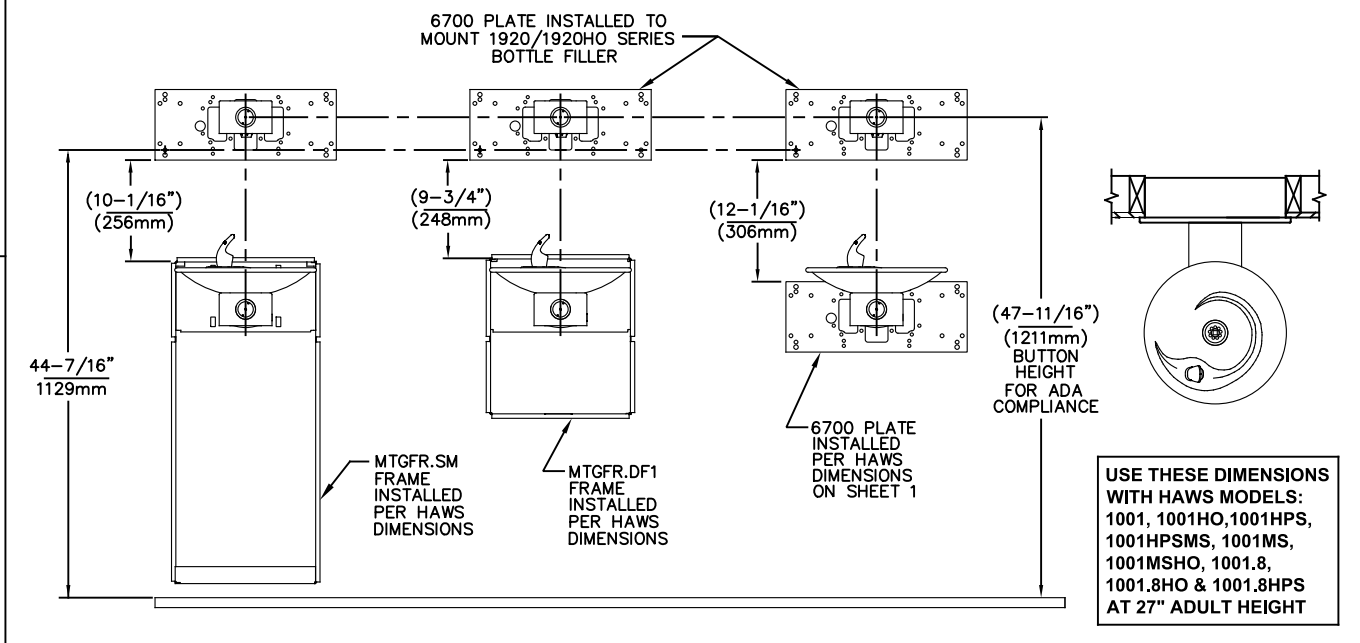 6700 PLATE INSTALLED TO
MOUNT 1920/1920HO SERIES
BOTTLE FILLER
(10-1/16")
(256mm)
(9-3/4")
(248mm)
(12-1/16")
(306mm)
(47-11/16")
(1211mm)
BUTTON
HEIGHT
FOR ADA
COMPLIANCE
44-7/16"
1129mm
MTGFR.SM
FRAME
INSTALLED
PER HAWS
DIMENSIONS
MTGFR.DF1
FRAME
INSTALLED
PER HAWS
DIMENSIONS
6700 PLATE
INSTALLED
PER HAWS
DIMENSIONS
ON SHEET 1
USE THESE DIMENSIONS
WITH HAWS MODELS:
1001, 1001HO,1001HPS,
1001HPSMS, 1001MS,
1001MSHO, 1001.8,
1001.8HO & 1001.8HPS
AT 27" ADULT HEIGHT